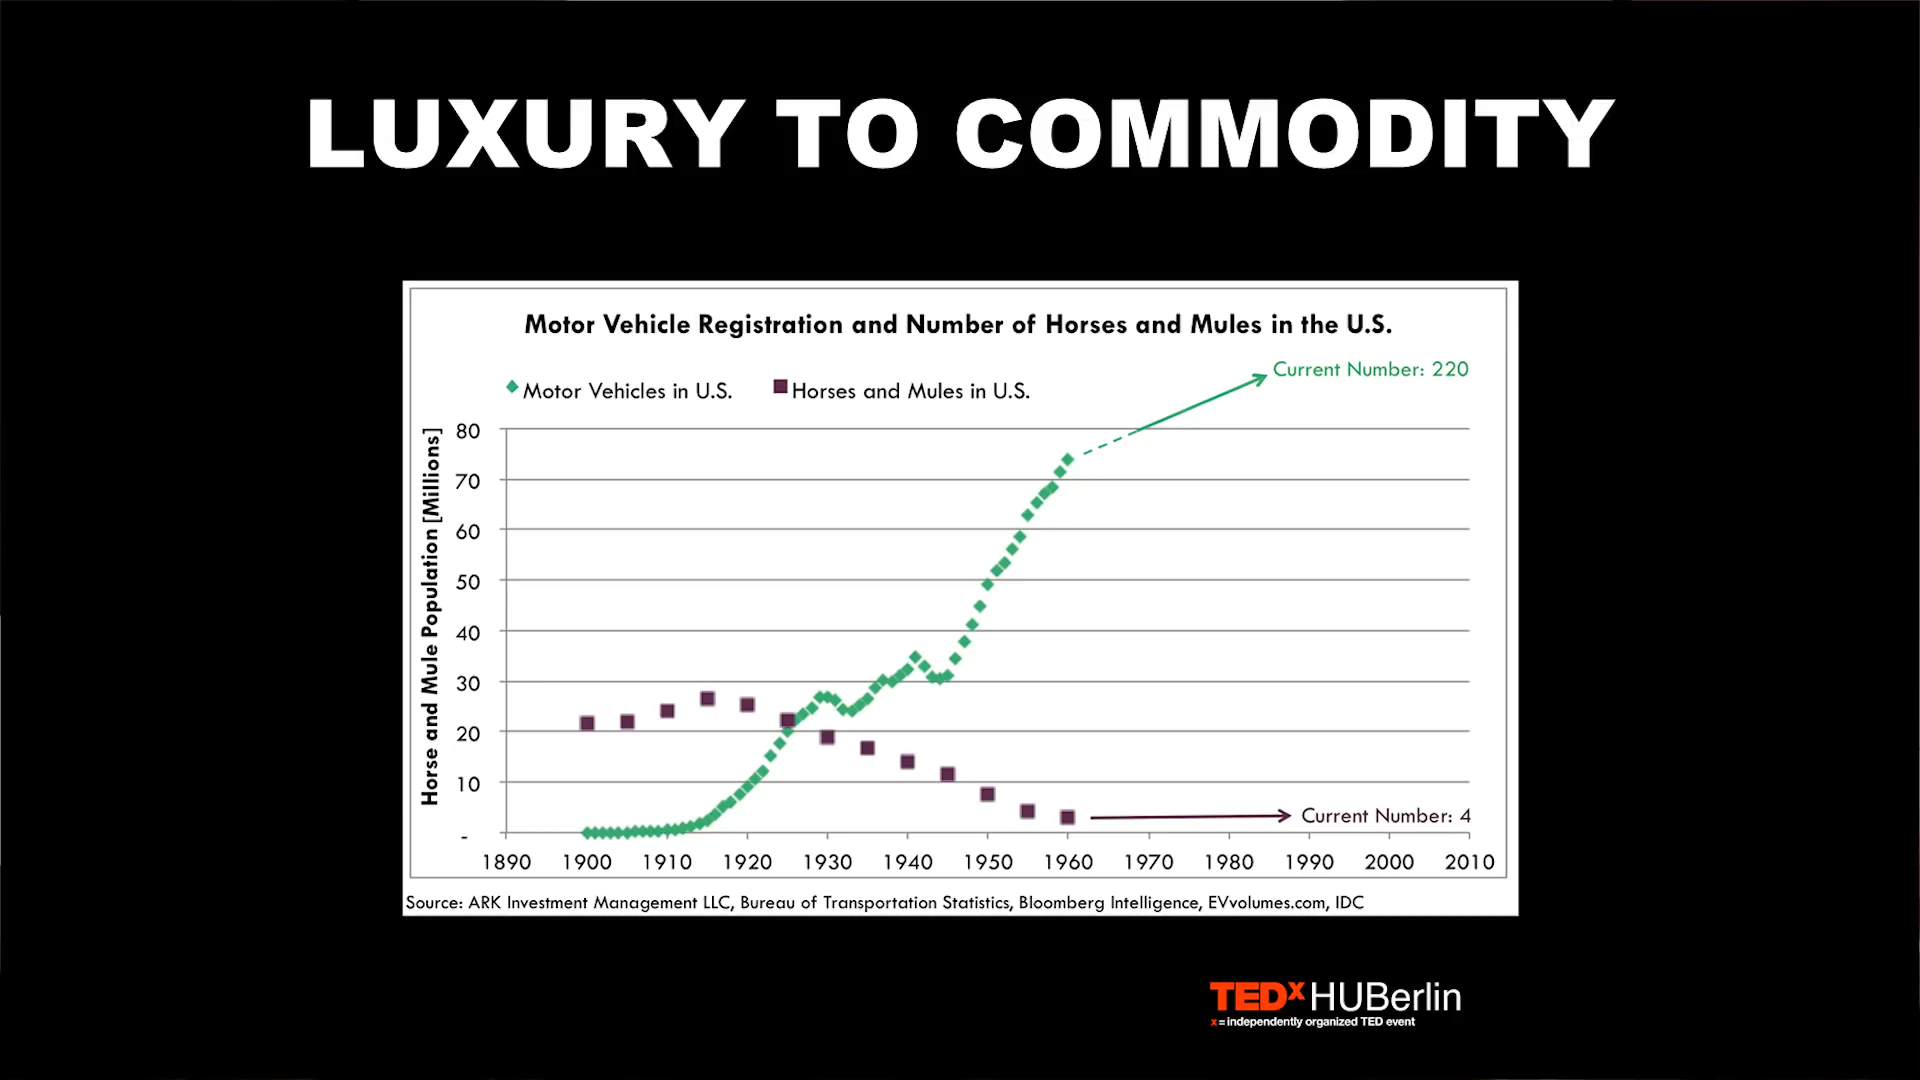 LUXURY TO COMMODITY
Motor Vehicle Registration and Number of Horses and Mules in the U.S.
Current Number: 220
Motor Vehicles in U.S.
Horses and Mules in U.S.
Horse and Mule Population [Millions]
80
70
60
50
40
30
20
10
-
Current Number: 4
1890 1900 1910 1920 1930 1940 1950 1960 1970 1980 1990 2000 2010
Source: ARK Investment Management LLC, Bureau of Transportation Statistics, Bloomberg Intelligence, EVvolumes.com, IDC
TEDx HUBerlin
x = independently organized TED event